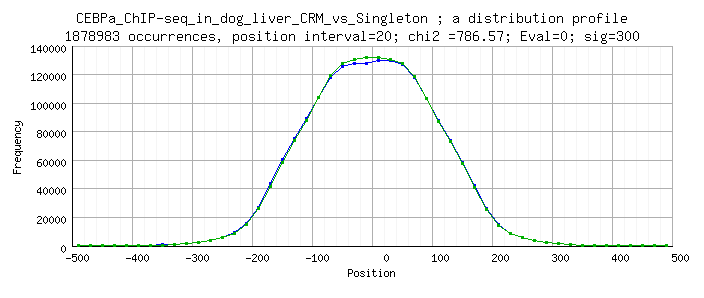 CEBPa_ChIP-seq_in_dog_liver_CRM_vs_Singleton ; a distribution profile
1878983 occurrences, position interval=20; chi2 =786.57; Eval=0; sig=300
140000
120000
100000
80000
60000
40000
20000
0
Frequency
-500 -400 -300 -200 -100 0 100 200 300 400 500
Position